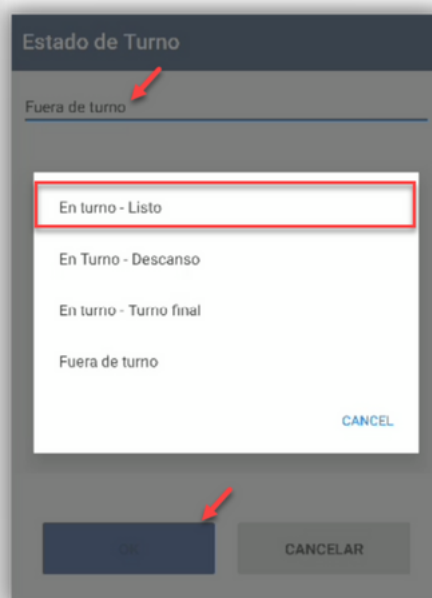 Estado de Turno
Fuera de turno
En turno - Listo
En Turno - Descanso
En turno - Turno final
Fuera de turno
CANCEL
OK
CANCELAR